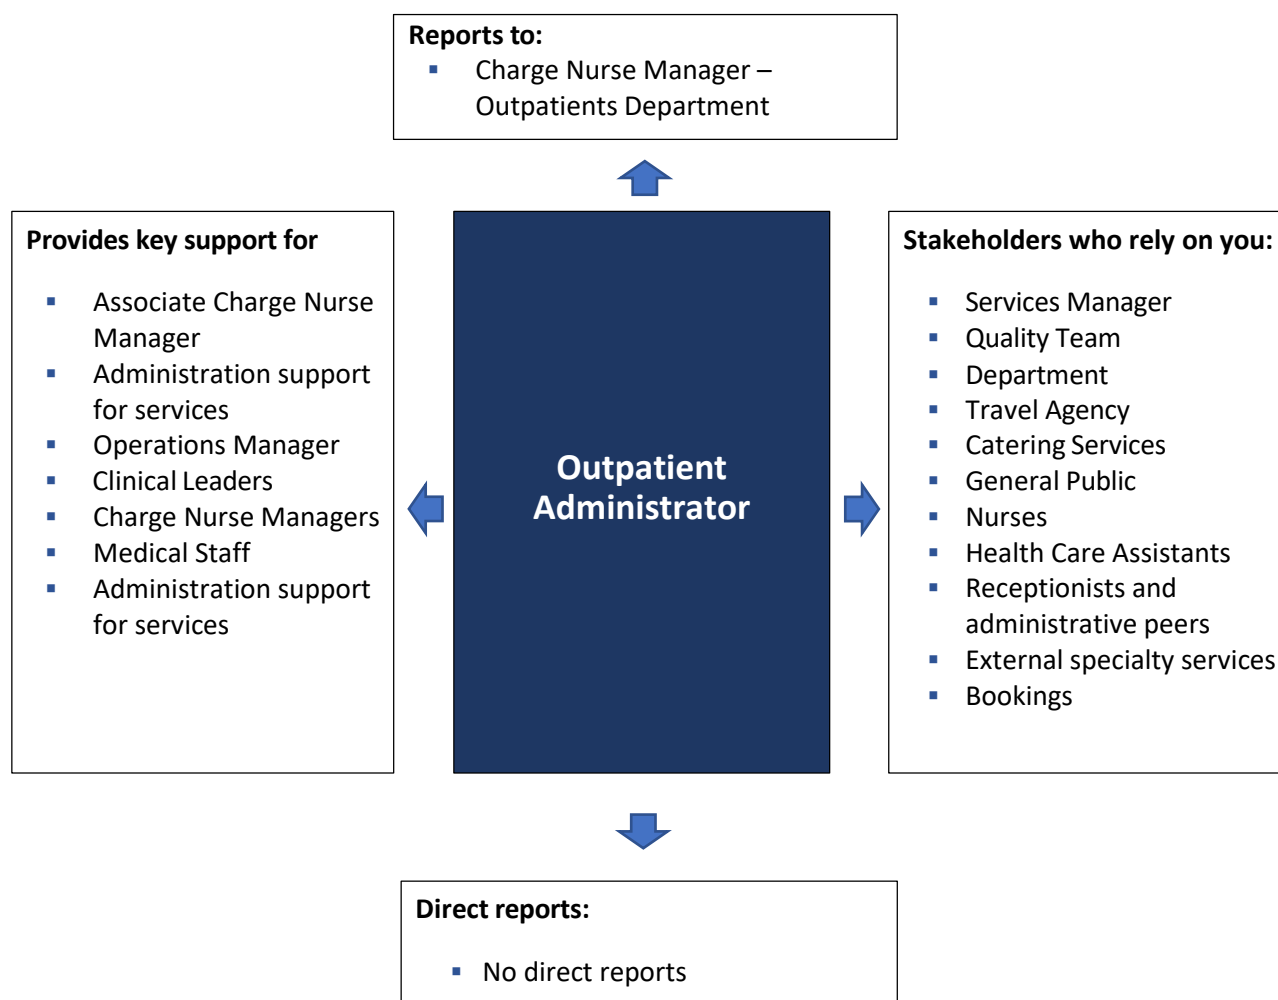 Reports to:
▪ Charge Nurse Manager –
Outpatients Department
Provides key support for
▪ Associate Charge Nurse
Manager
▪ Administration support
for services
▪ Operations Manager
▪ Clinical Leaders
▪ Charge Nurse Managers
▪ Medical Staff
▪ Administration support
for services
Outpatient
Administrator
Stakeholders who rely on you:
▪ Services Manager
▪ Quality Team
▪ Department
▪ Travel Agency
▪ Catering Services
▪ General Public
▪ Nurses
▪ Health Care Assistants
▪ Receptionists and
administrative peers
▪ External specialty services
▪ Bookings
Direct reports:
▪ No direct reports